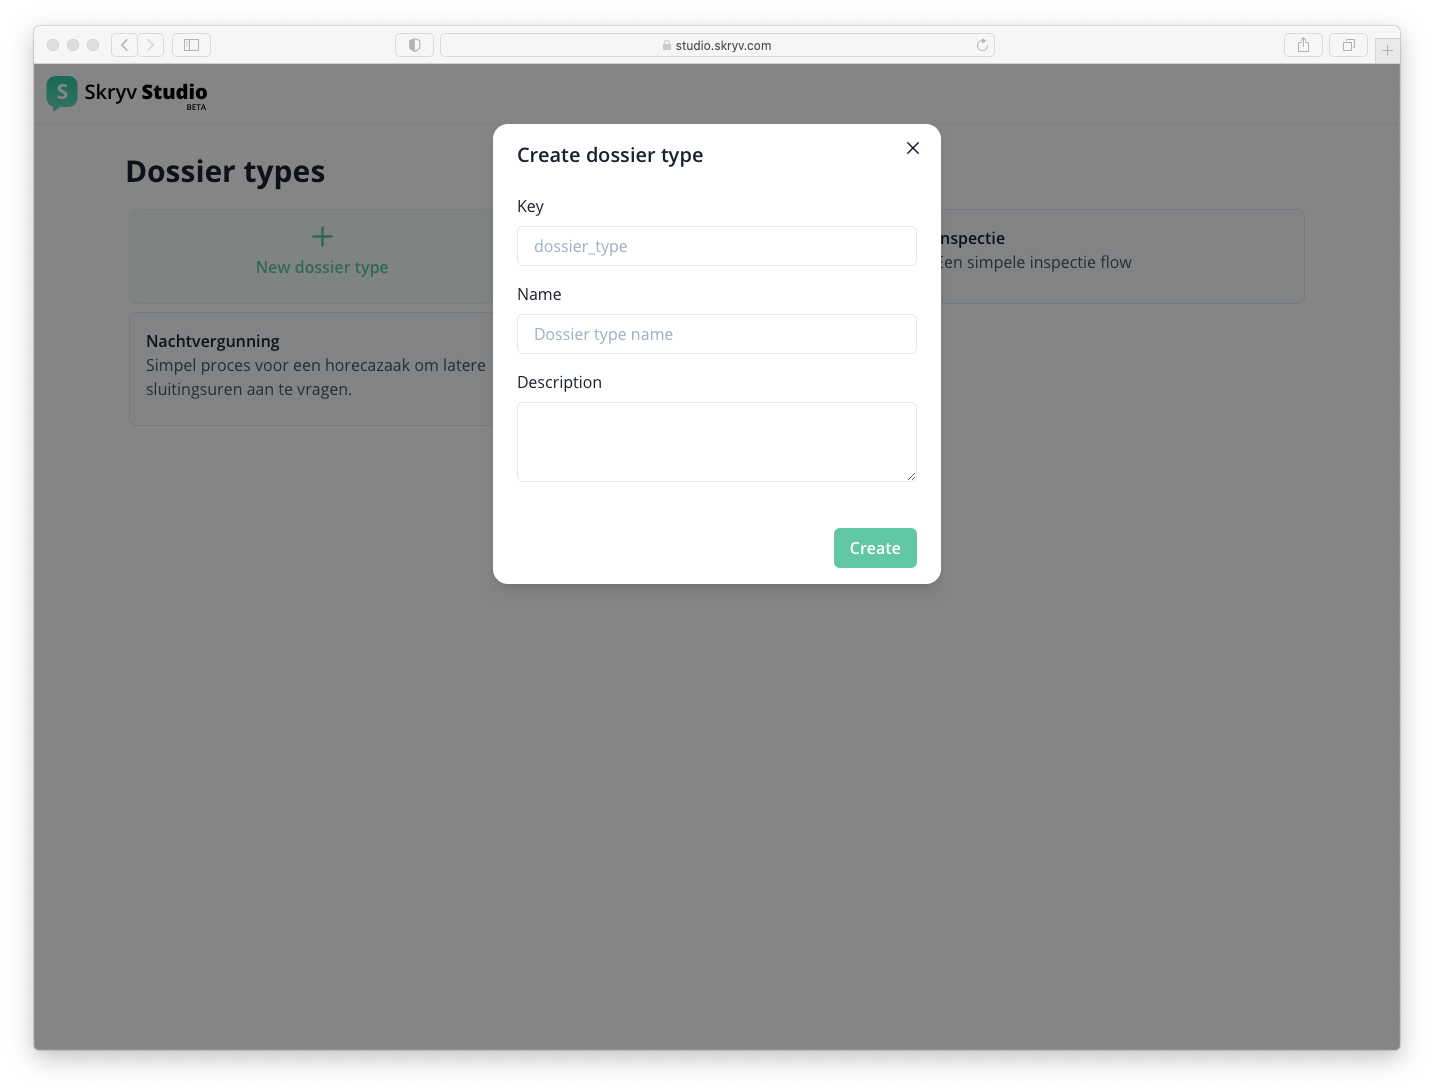 studio.skryv.com
S Skryv Studio
BETA
Dossier types
New dossier type
nspectie
Een simpele inspectie flow
Nachtvergunning
Simpel proces voor een horecazaak om latere
sluitingsuren aan te vragen.
Create dossier type
Key
dossier_type
Name
Dossier type name
Description
Create